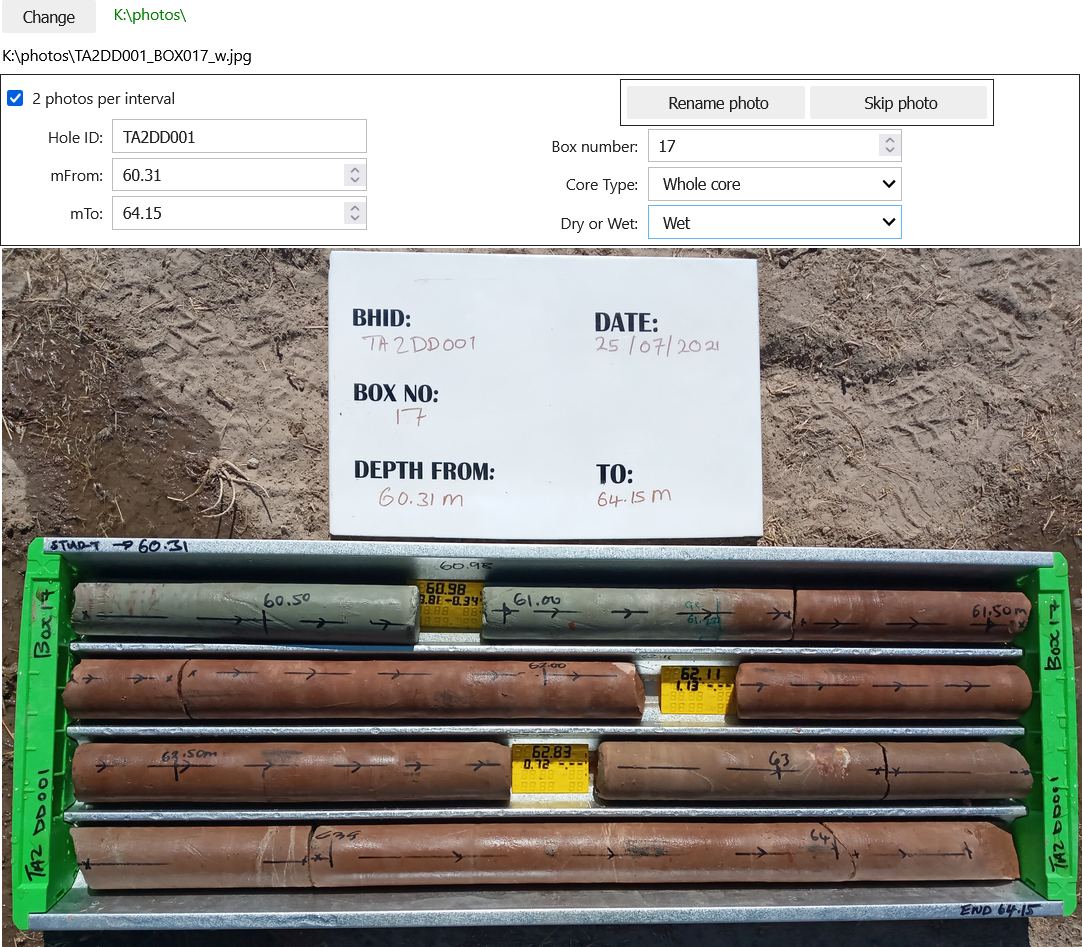 Change K:\photos\
K:\photos\TA2DD001_BOX017_w.jpg
2 photos per interval
Rename photo Skip photo
Hole ID: TA2DD001
Box number: 17
mFrom: 60.31
Core Type: Whole core
mTo: 64.15
Dry or Wet: Wet
BHID: DATE:
TA2DD001 25/07/2021
BOX NO:
17
DEPTH FROM: TO:
60.31 m 64.15 m
START → 60.31
60.98
Box 17
60.50
60.98
0.81 -0.34
61.00
61.50m
Box 17
62.00
62.11
1.13
62.50m
62.83
0.72
63
TA2 DD001
64
TA2 DD001
END 64.15